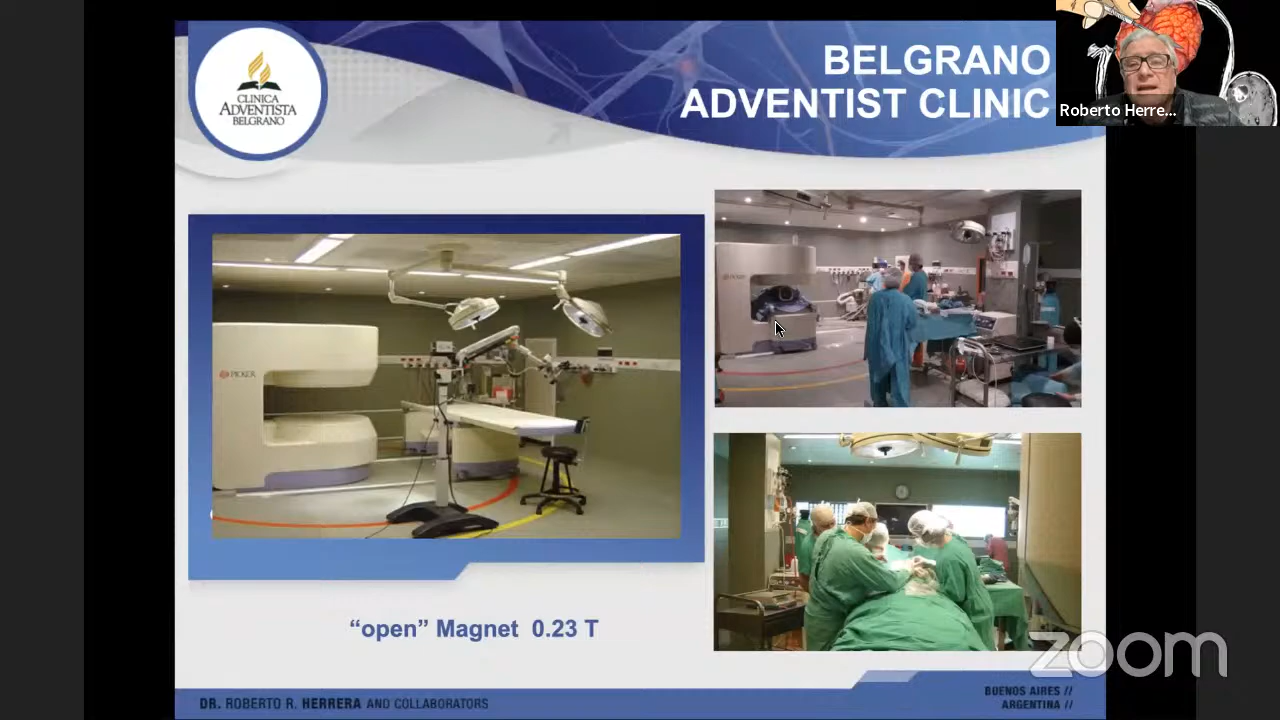 BELGRANO
ADVENTIST CLINIC
CLINICA
ADVENTISTA
BELGRANO
Roberto Herre...
PICKER
“open” Magnet 0.23 T
zoom
DR. ROBERTO R. HERRERA AND COLLABORATORS
BUENOS AIRES //
ARGENTINA //